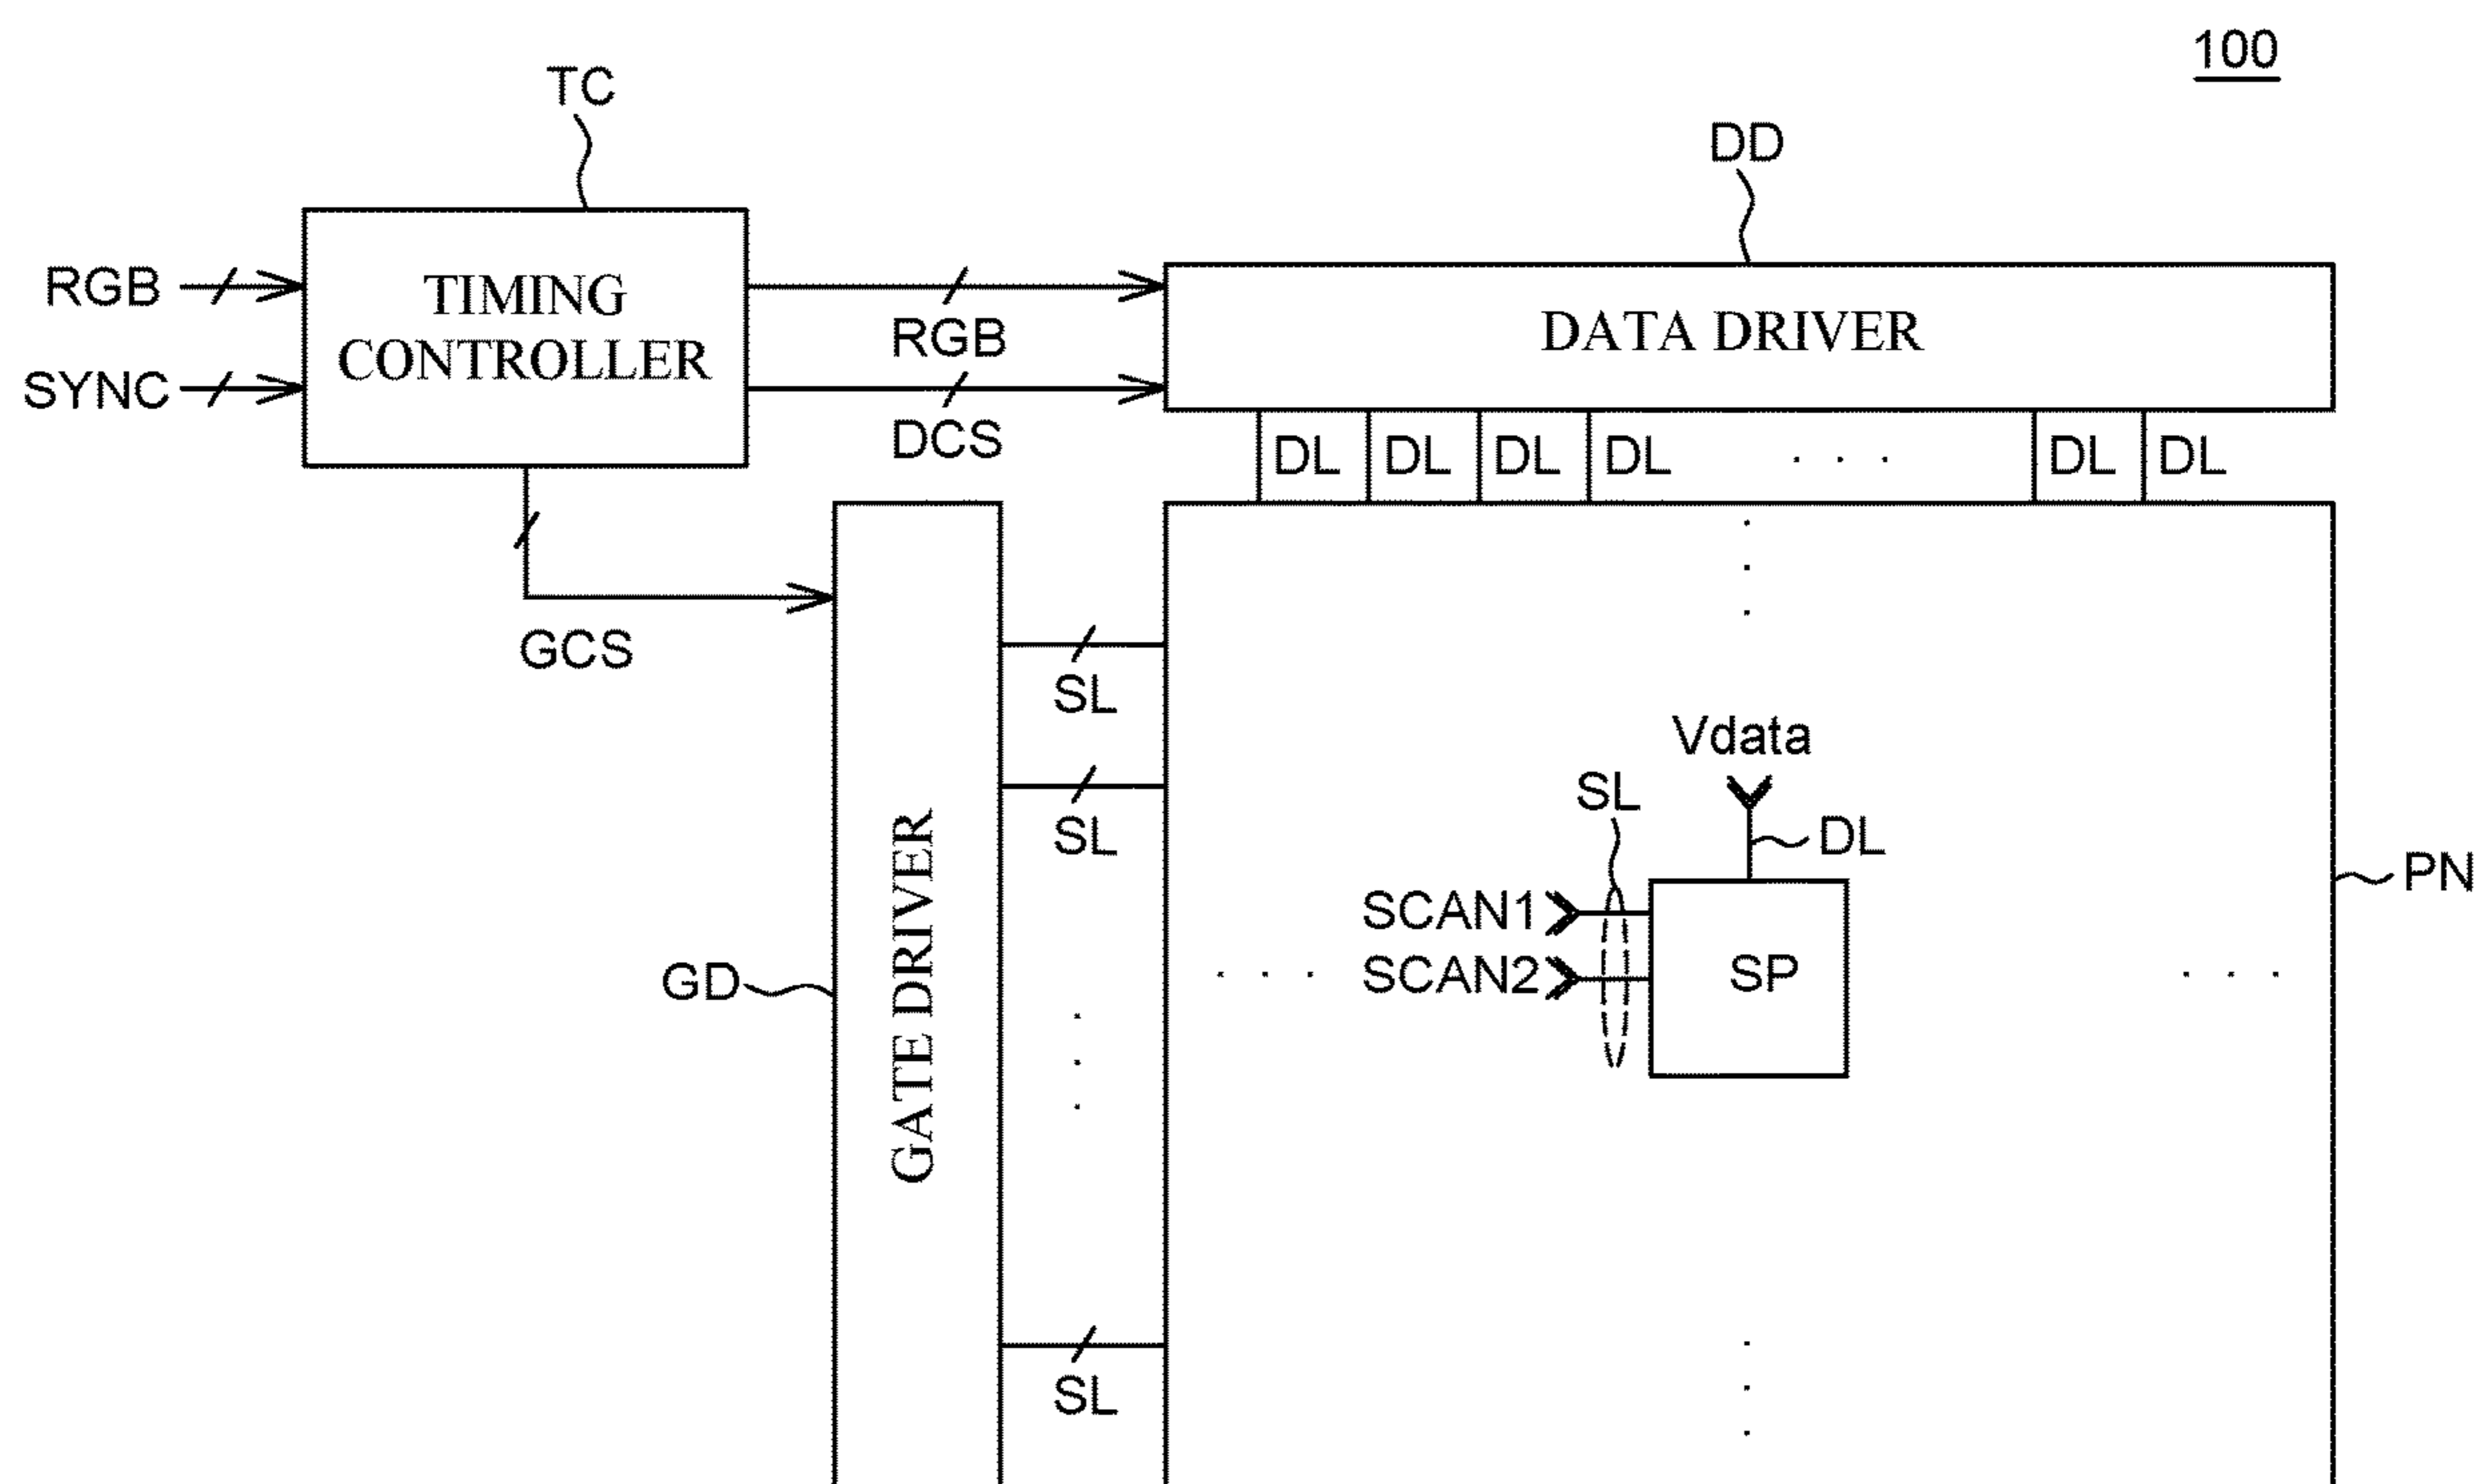 100
TC
DD
RGB
TIMING
CONTROLLER
SYNC
RGB
DCS
DATA DRIVER
DL DL DL DL . . . DL DL
GCS
SL
SL
SL
GATE DRIVER
GD
Vdata
SL
DL
SCAN1
SCAN2
SP
PN